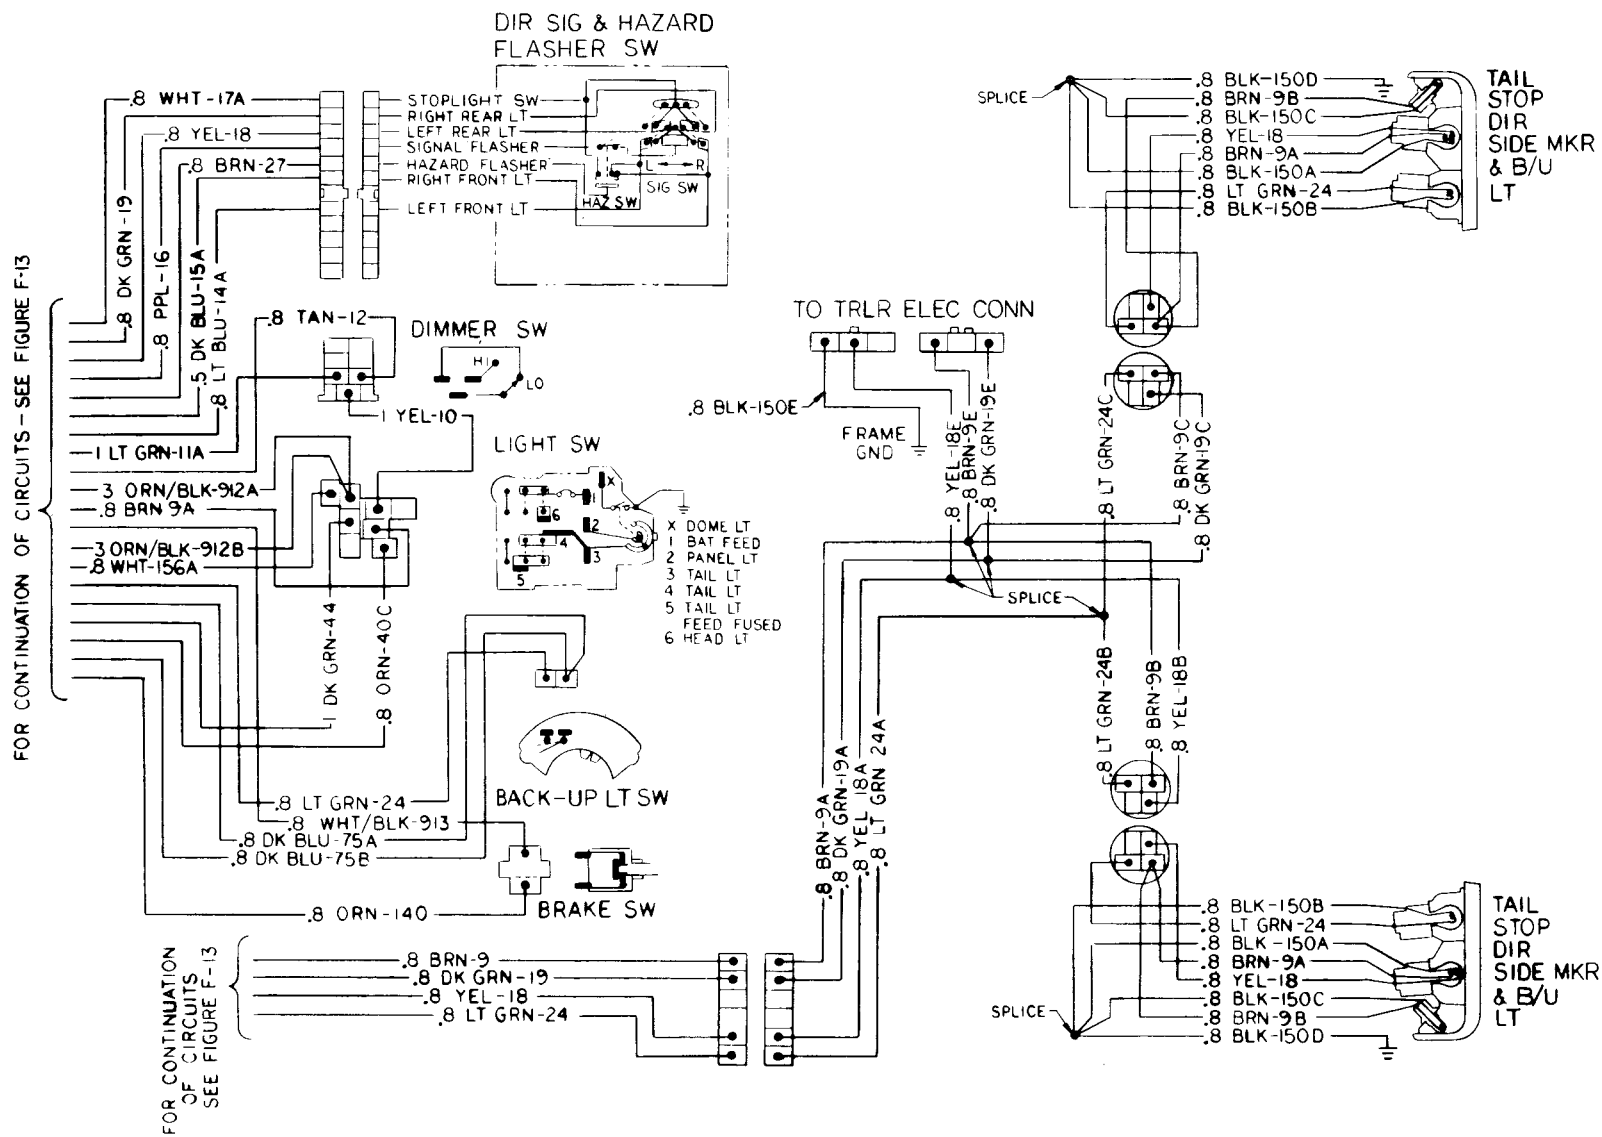 DIR SIG & HAZARD
FLASHER SW
.8 WHT-17A
.8 YEL-18
.8 BRN-27
.8 DK GRN-19
.8 PPL-16
.5 DK BLU-15A
.8 LT BLU-14A
STOPLIGHT SW
RIGHT REAR LT
LEFT REAR LT
SIGNAL FLASHER
HAZARD FLASHER
RIGHT FRONT LT
LEFT FRONT LT
L
R
SIG SW
HAZ SW
FOR CONTINUATION OF CIRCUITS-SEE FIGURE F-13
.8 TAN-12
DIMMER SW
HI
LO
1 YEL-10
1 LT GRN-11A
3 ORN/BLK-912A
.8 BRN-9A
3 ORN/BLK-912B
.8 WHT-156A
1 DK GRN-44
.8 ORN-40C
LIGHT SW
X
1
2
3
4
5
6
X DOME LT
1 BAT FEED
2 PANEL LT
3 TAIL LT
4 TAIL LT
5 TAIL LT
FEED FUSED
6 HEAD LT
BACK-UP LT SW
.8 LT GRN-24
.8 WHT/BLK-913
.8 DK BLU-75A
.8 DK BLU-75B
.8 ORN-140
BRAKE SW
FOR CONTINUATION
OF CIRCUITS
SEE FIGURE F-13
.8 BRN-9
.8 DK GRN-19
.8 YEL-18
.8 LT GRN-24
TO TRLR ELEC CONN
.8 BLK-150E
FRAME
GND
.8 YEL-18E
.8 BRN-9E
.8 DK GRN-19E
.8 LT GRN-24C
.8 BRN-9C
.8 DK GRN-19C
SPLICE
.8 BRN-9A
.8 DK GRN-19A
.8 YEL 18A
.8 LT GRN 24A
.8 LT GRN-24B
.8 BRN-9B
.8 YEL-18B
SPLICE
.8 BLK-150D
.8 BRN-9B
.8 BLK-150C
.8 YEL-18
.8 BRN-9A
.8 BLK-150A
.8 LT GRN-24
.8 BLK-150B
TAIL
STOP
DIR
SIDE MKR
& B/U
LT
SPLICE
.8 BLK-150B
.8 LT GRN-24
.8 BLK-150A
.8 BRN-9A
.8 YEL-18
.8 BLK-150C
.8 BRN-9B
.8 BLK-150D
TAIL
STOP
DIR
SIDE MKR
& B/U
LT